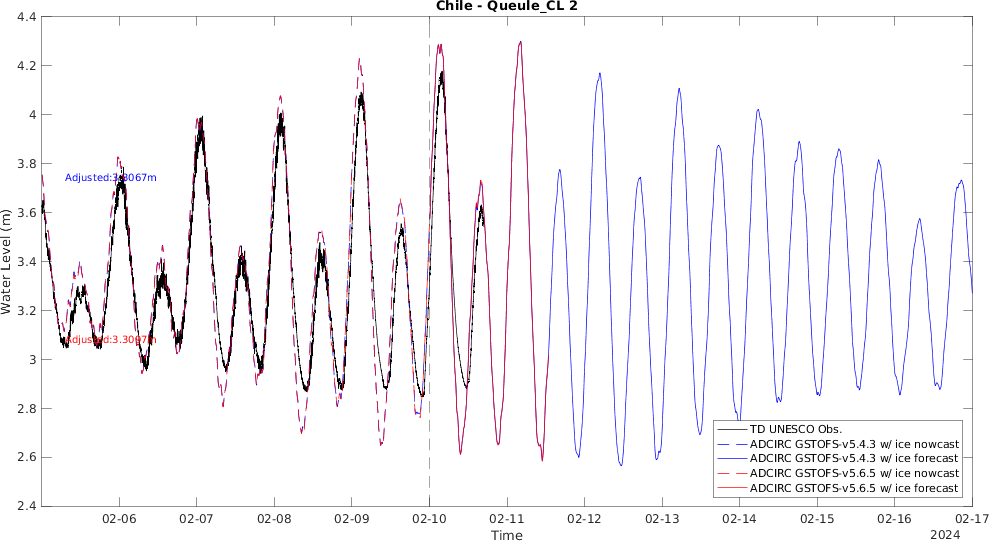 Chile - Queule_CL 2
4.4
4.2
4
3.8
3.6
3.4
3.2
3
2.8
2.6
2.4
Water Level (m)
Adjusted:3.3067m
Adjusted:3.3097m
TD UNESCO Obs.
ADCIRC GSTOFS-v5.4.3 w/ ice nowcast
ADCIRC GSTOFS-v5.4.3 w/ ice forecast
ADCIRC GSTOFS-v5.6.5 w/ ice nowcast
ADCIRC GSTOFS-v5.6.5 w/ ice forecast
02-06
02-07
02-08
02-09
02-10
02-11
02-12
02-13
02-14
02-15
02-16
02-17
Time
2024